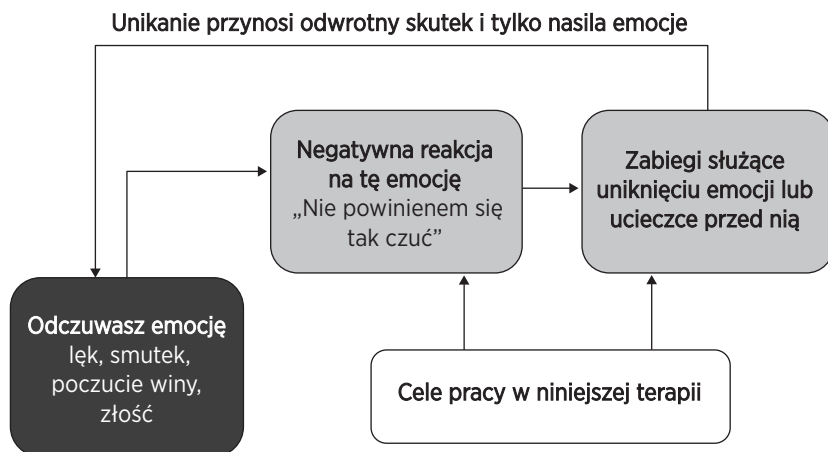 Unikanie przynosi odwrotny skutek i tylko nasila emocje
Negatywna reakcja
na tę emocję
„Nie powinienem się
tak czuć”
Zabiegi służące
uniknięciu emocji lub
ucieczce przed nią
Odczuwasz emocję
lęk, smutek,
poczucie winy,
złość
Cele pracy w niniejszej terapii